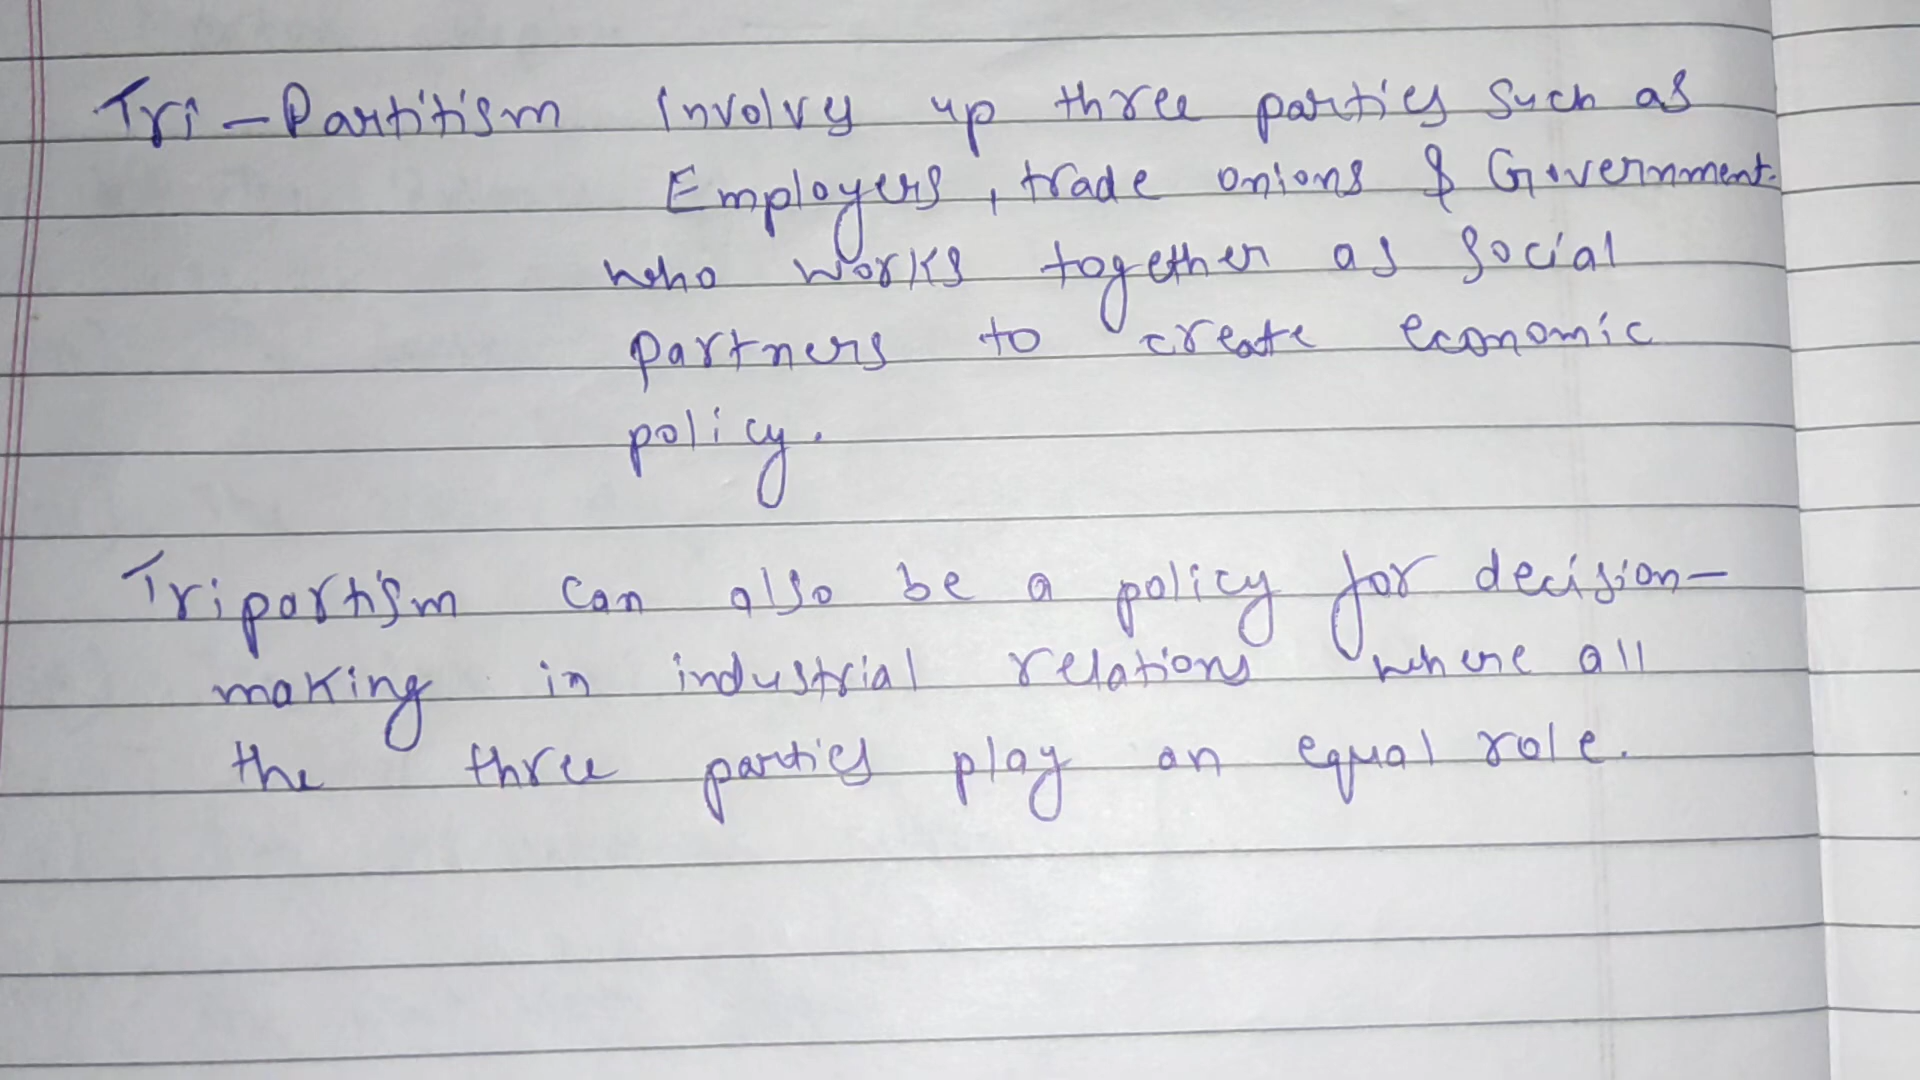 Tri-Partitism involvs up three parties such as
Employers, trade onions & Government.
who works together as social
partners to create economic
policy.
Tripartism can also be a policy for decision-
making in industrial relations where all
the three parties play an equal role.